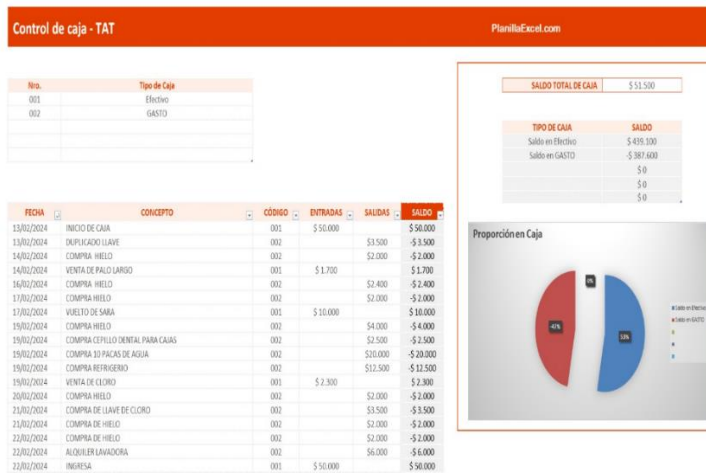 Control de caja - TAT
PlanillaExcel.com
Nro. Tipo de Caja
001 Efectivo
002 GASTO
SALDO TOTAL DE CAJA $ 51.500
TIPO DE CAJA SALDO
Saldo en Efectivo $ 439.100
Saldo en GASTO -$ 387.600
$ 0
$ 0
$ 0
FECHA CONCEPTO CÓDIGO ENTRADAS SALIDAS SALDO
13/02/2024 INICIO DE CAJA 001 $ 50.000 $ 50.000
13/02/2024 DUPLICADO LLAVE 002 $3.500 -$ 3.500
14/02/2024 COMPRA HIELO 002 $2.000 -$ 2.000
14/02/2024 VENTA DE PALO LARGO 001 $ 1.700 $ 1.700
16/02/2024 COMPRA HIELO 002 $2.400 -$ 2.400
17/02/2024 COMPRA HIELO 002 $2.000 -$ 2.000
17/02/2024 VUELTO DE SARA 001 $ 10.000 $ 10.000
19/02/2024 COMPRA HIELO 002 $4.000 -$ 4.000
19/02/2024 COMPRA CEPILLO DENTAL PARA CAJAS 002 $2.500 -$ 2.500
19/02/2024 COMPRA 10 PACAS DE AGUA 002 $20.000 -$ 20.000
19/02/2024 COMPRA REFRIGERIO 002 $12.500 -$ 12.500
19/02/2024 VENTA DE CLORO 001 $ 2.300 $ 2.300
20/02/2024 COMPRA HIELO 002 $2.000 -$ 2.000
21/02/2024 COMPRA DE LLAVE DE CLORO 002 $3.500 -$ 3.500
21/02/2024 COMPRA DE HIELO 002 $2.000 -$ 2.000
22/02/2024 COMPRA DE HIELO 002 $2.000 -$ 2.000
22/02/2024 ALQUILER LAVADORA 002 $6.000 -$ 6.000
22/02/2024 INGRESA 001 $ 50.000 $ 50.000
Proporción en Caja
0%
-47%
53%
Saldo en Efectivo
Saldo en GASTO